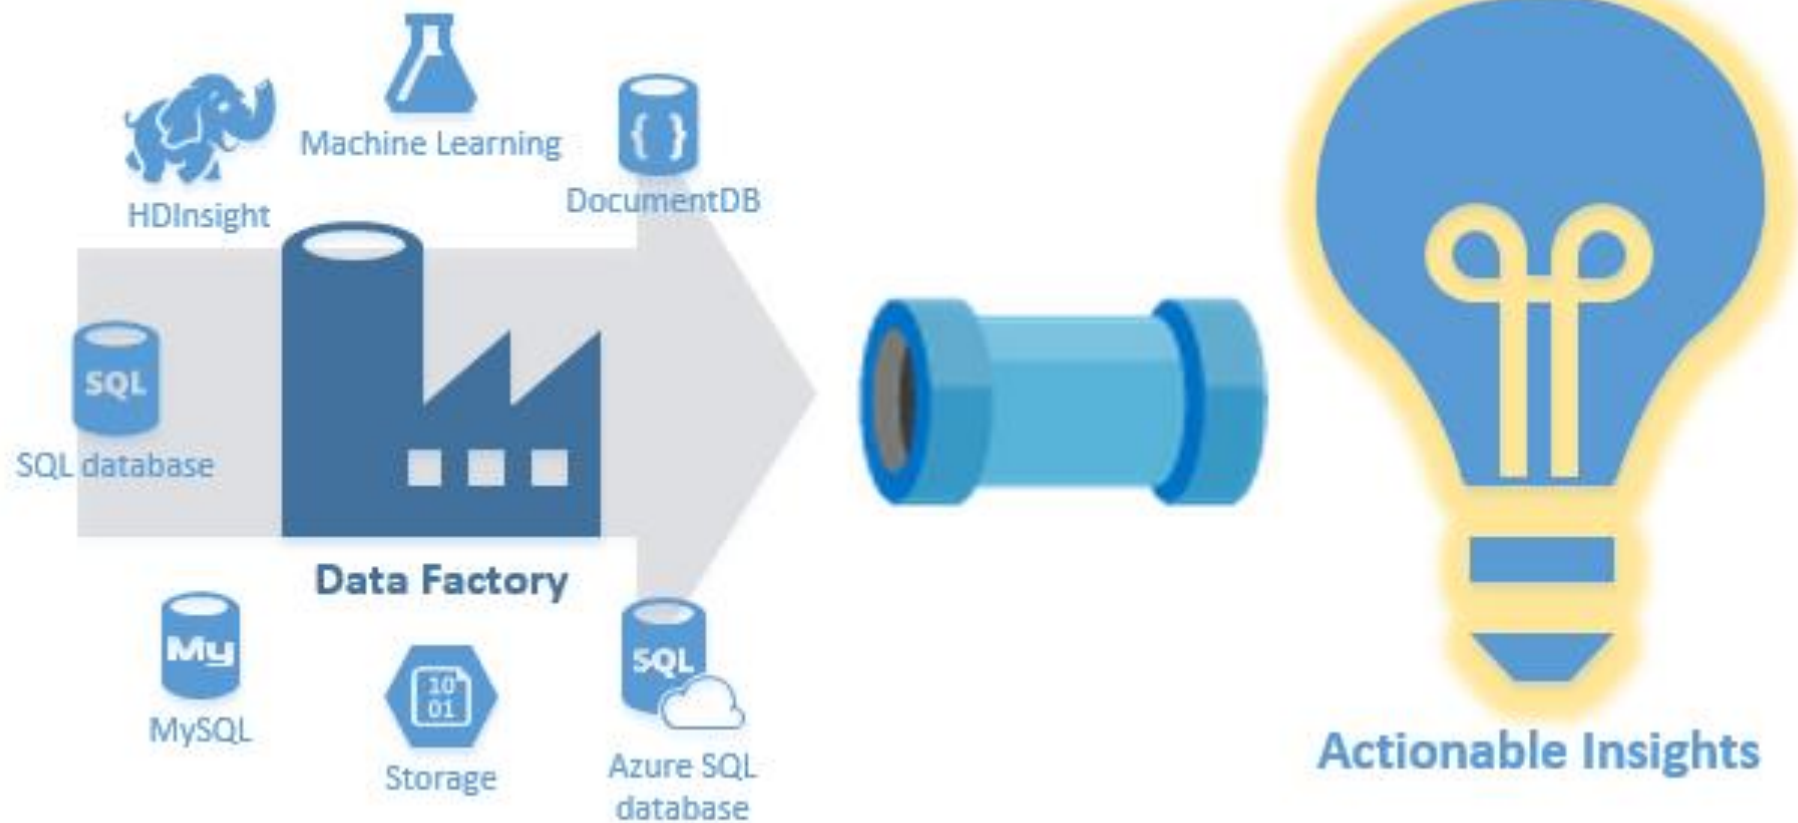 Machine Learning
HDInsight
{ }
DocumentDB
SQL
SQL database
Data Factory
My
MySQL
10
01
Storage
SQL
Azure SQL
database
Actionable Insights